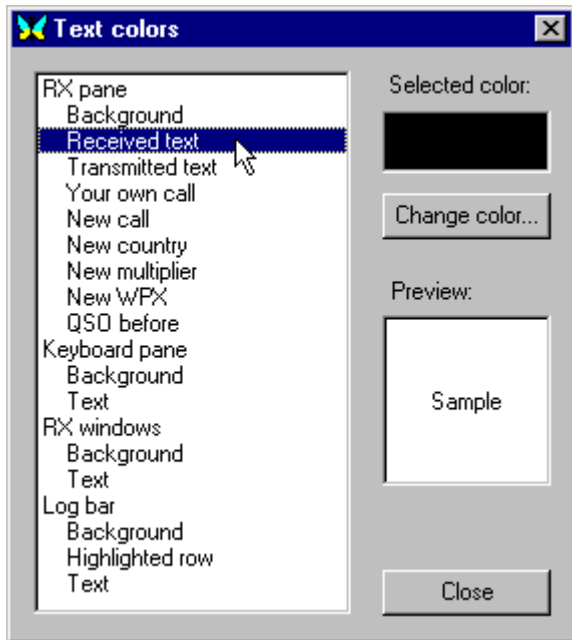 Text colors
RX pane
Background
Received text
Transmitted text
Your own call
New call
New country
New multiplier
New WPX
QSO before
Keyboard pane
Background
Text
RX windows
Background
Text
Log bar
Background
Highlighted row
Text
Selected color:
Change color...
Preview:
Sample
Close